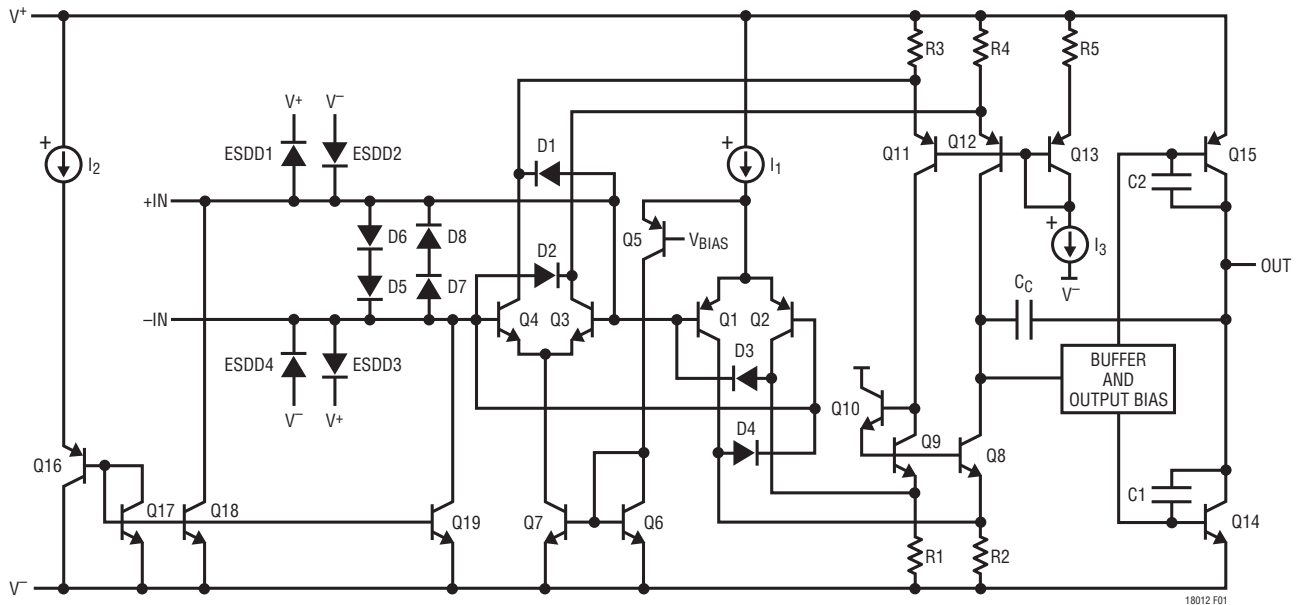 V+
R3
R4
R5
V+
V−
+
I2
ESDD1
ESDD2
D1
+
I1
Q11
Q12
Q13
Q15
C2
+IN
D6
D8
Q5
VBIAS
+
I3
V−
OUT
D2
D5
D7
CC
−IN
Q4
Q3
Q1
Q2
ESDD4
ESDD3
D3
BUFFER
AND
OUTPUT BIAS
V−
V+
Q10
D4
Q9
Q8
Q16
Q17
Q18
Q19
Q7
Q6
C1
Q14
R1
R2
V−
18012 F01